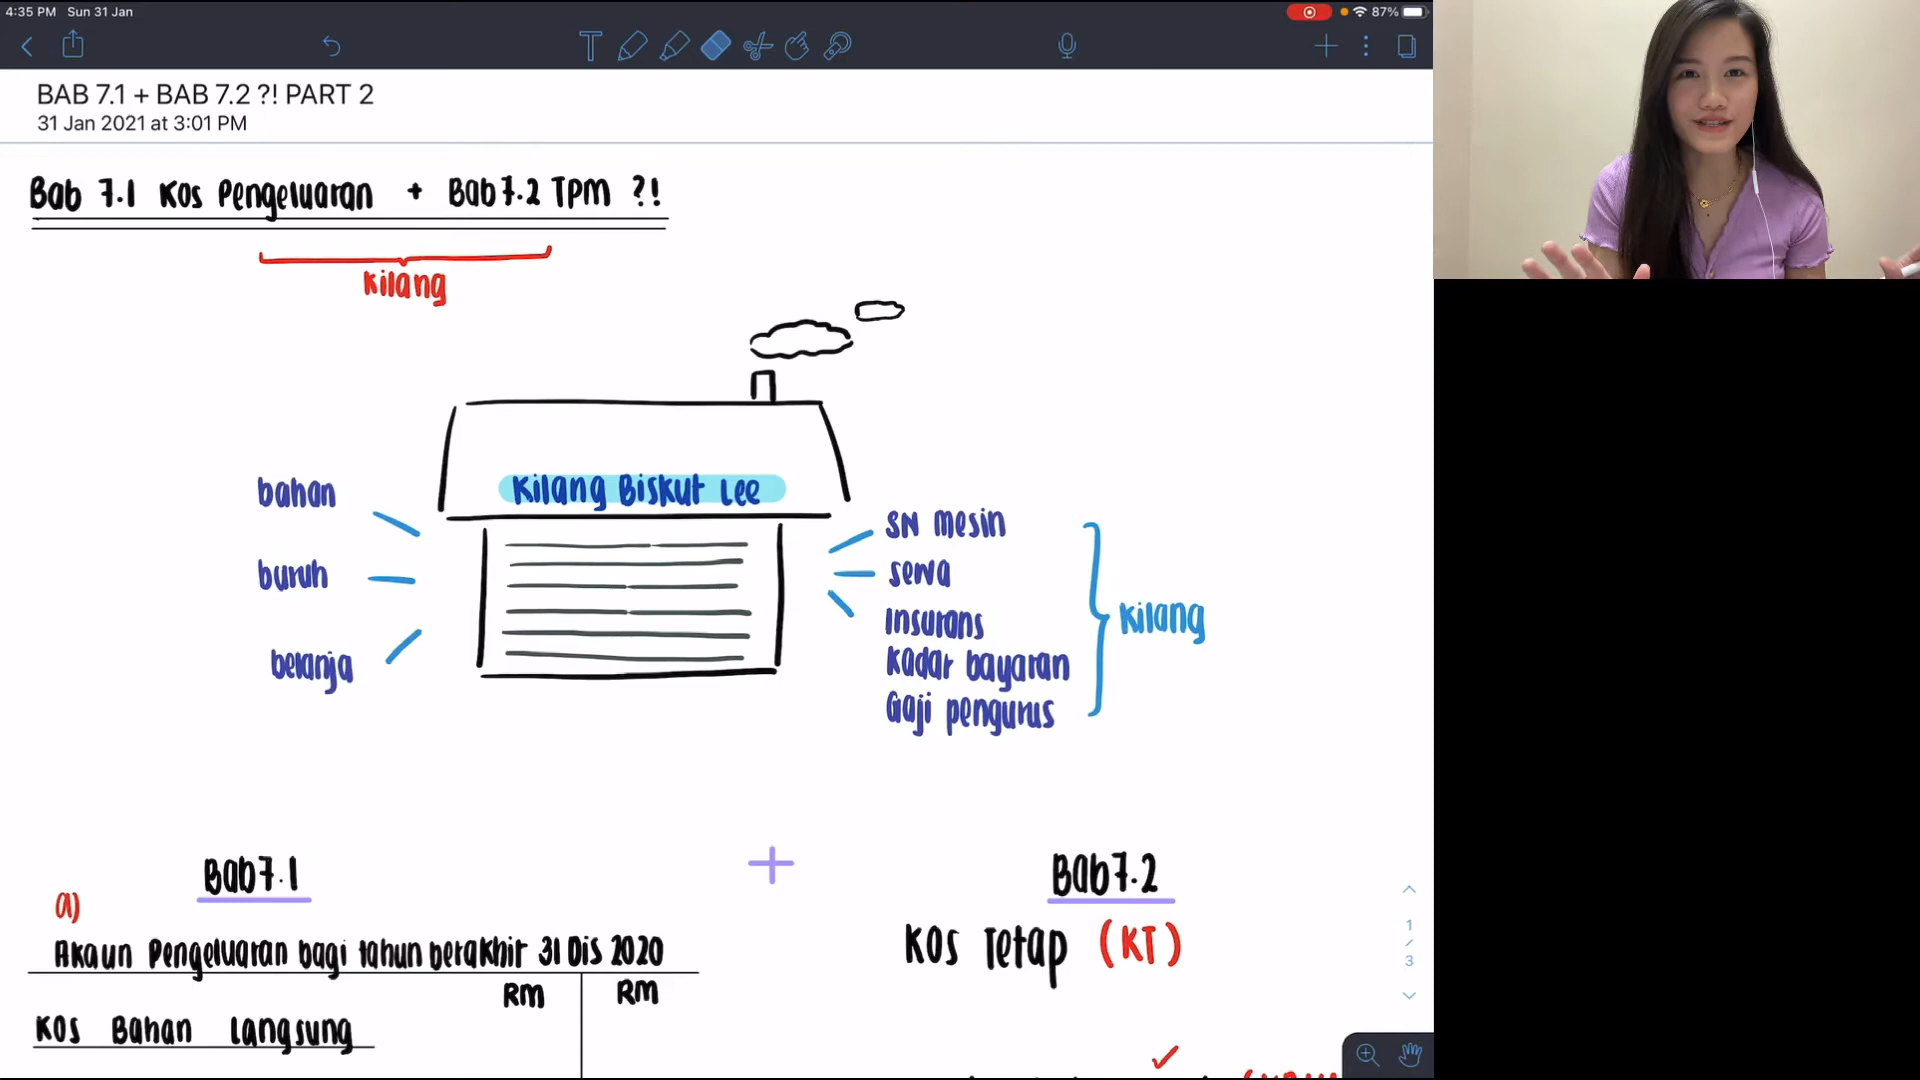 4:35 PM Sun 31 Jan
87%
BAB 7.1 + BAB 7.2 ?! PART 2
31 Jan 2021 at 3:01 PM
Bab 7.1 Kos Pengeluaran + Bab 7.2 TPM ?!
Kilang
Kilang Biskut Lee
bahan
buruh
belanja
SN mesin
sewa
Insurans
Kadar bayaran
Gaji pengurus
Kilang
Bab 7.1
+
Bab 7.2
a)
Akaun Pengeluaran bagi tahun berakhir 31 Dis 2020
Kos Tetap (KT)
RM RM
Kos Bahan Langsung
1
3